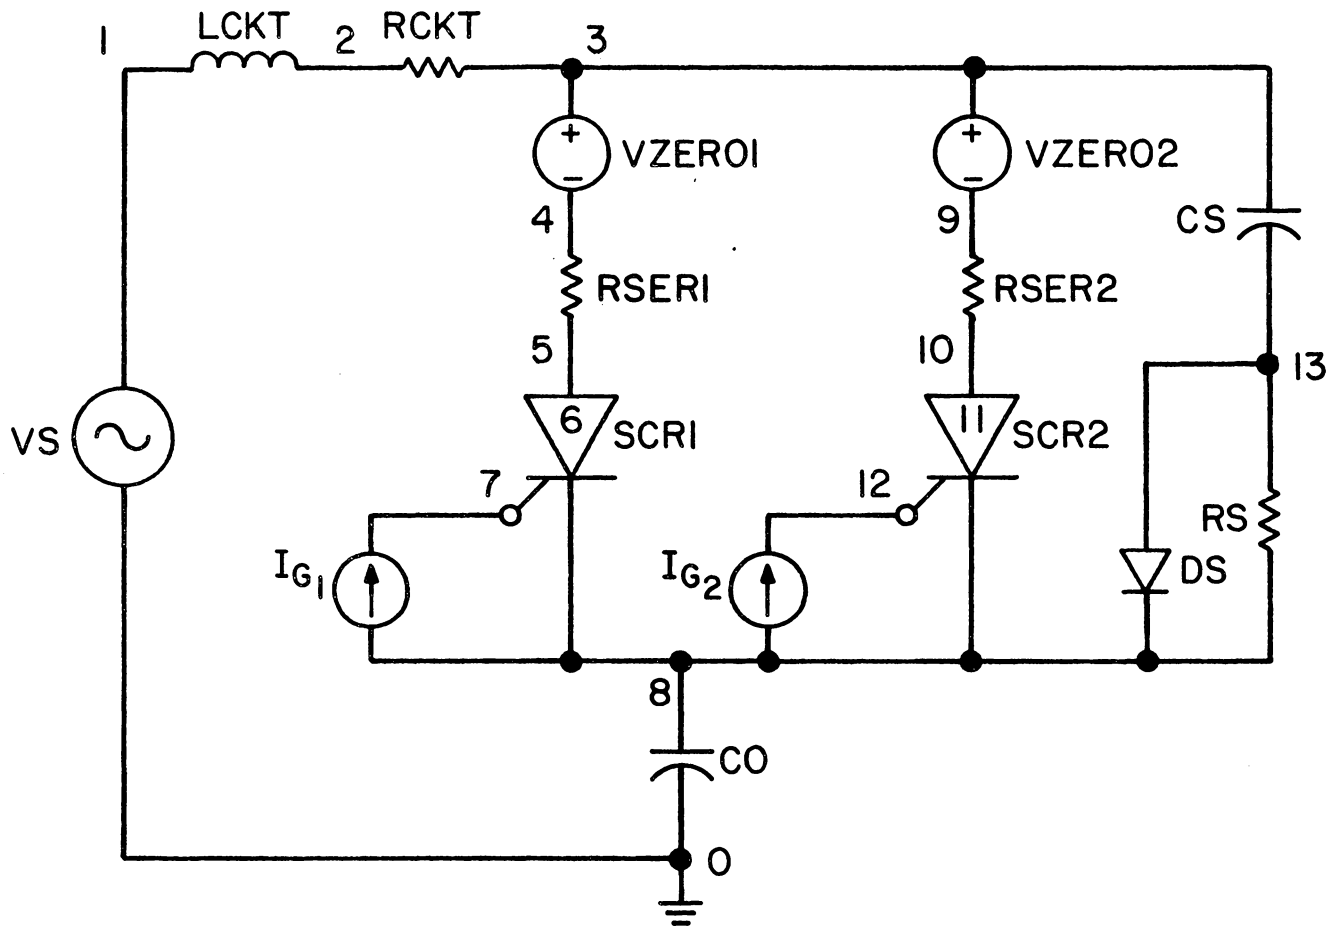 1 LCKT 2 RCKT 3
+ VZERO1 + VZERO2
− −
4 9 CS
RSER1 RSER2
5 10 13
6 SCR1 11 SCR2
VS
7 12
RS
IG1 IG2 DS
8
CO
0